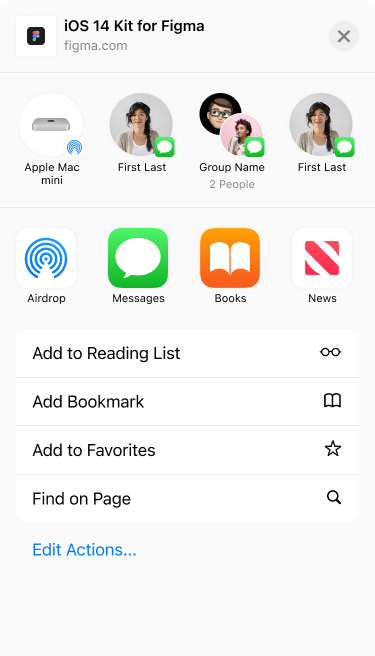 iOS 14 Kit for Figma
figma.com
Apple Mac
mini
First Last
Group Name
2 People
First Last
Airdrop
Messages
Books
News
Add to Reading List
Add Bookmark
Add to Favorites
Find on Page
Edit Actions...